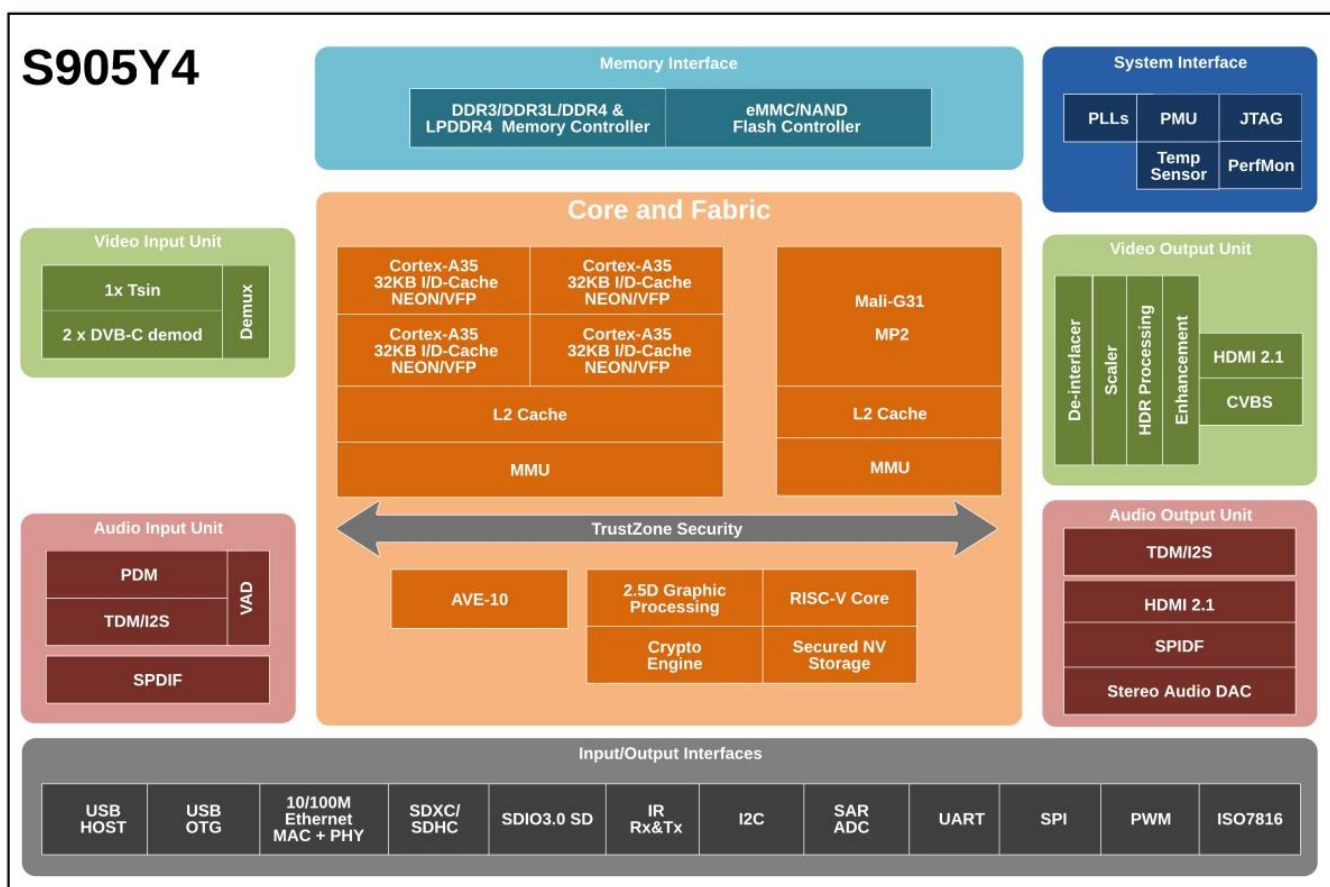 S905Y4
Memory Interface
DDR3/DDR3L/DDR4 &
LPDDR4 Memory Controller
eMMC/NAND
Flash Controller
System Interface
PLLs
PMU
JTAG
Temp
Sensor
PerfMon
Video Input Unit
1x Tsin
2 x DVB-C demod
Demux
Core and Fabric
Cortex-A35
32KB I/D-Cache
NEON/VFP
Cortex-A35
32KB I/D-Cache
NEON/VFP
Cortex-A35
32KB I/D-Cache
NEON/VFP
Cortex-A35
32KB I/D-Cache
NEON/VFP
L2 Cache
MMU
Mali-G31
MP2
L2 Cache
MMU
TrustZone Security
AVE-10
2.5D Graphic
Processing
RISC-V Core
Crypto
Engine
Secured NV
Storage
Video Output Unit
De-interlacer
Scaler
HDR Processing
Enhancement
HDMI 2.1
CVBS
Audio Input Unit
PDM
TDM/I2S
VAD
SPDIF
Audio Output Unit
TDM/I2S
HDMI 2.1
SPIDF
Stereo Audio DAC
Input/Output Interfaces
USB
HOST
USB
OTG
10/100M
Ethernet
MAC + PHY
SDXC/
SDHC
SDIO3.0 SD
IR
Rx&Tx
I2C
SAR
ADC
UART
SPI
PWM
ISO7816